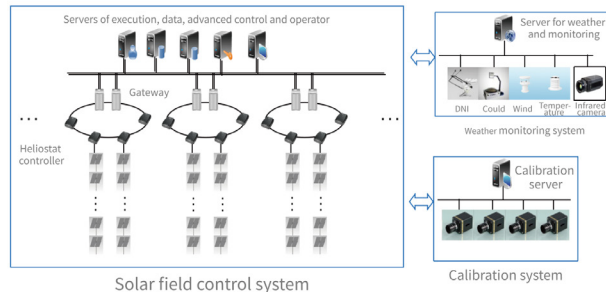 Servers of execution, data, advanced control and operator
Gateway
Heliostat
controller
Solar field control system
Server for weather
and monitoring
DNI
Could
Wind
Temper-
ature
Infrared
camera
Weather monitoring system
Calibration
server
Calibration system